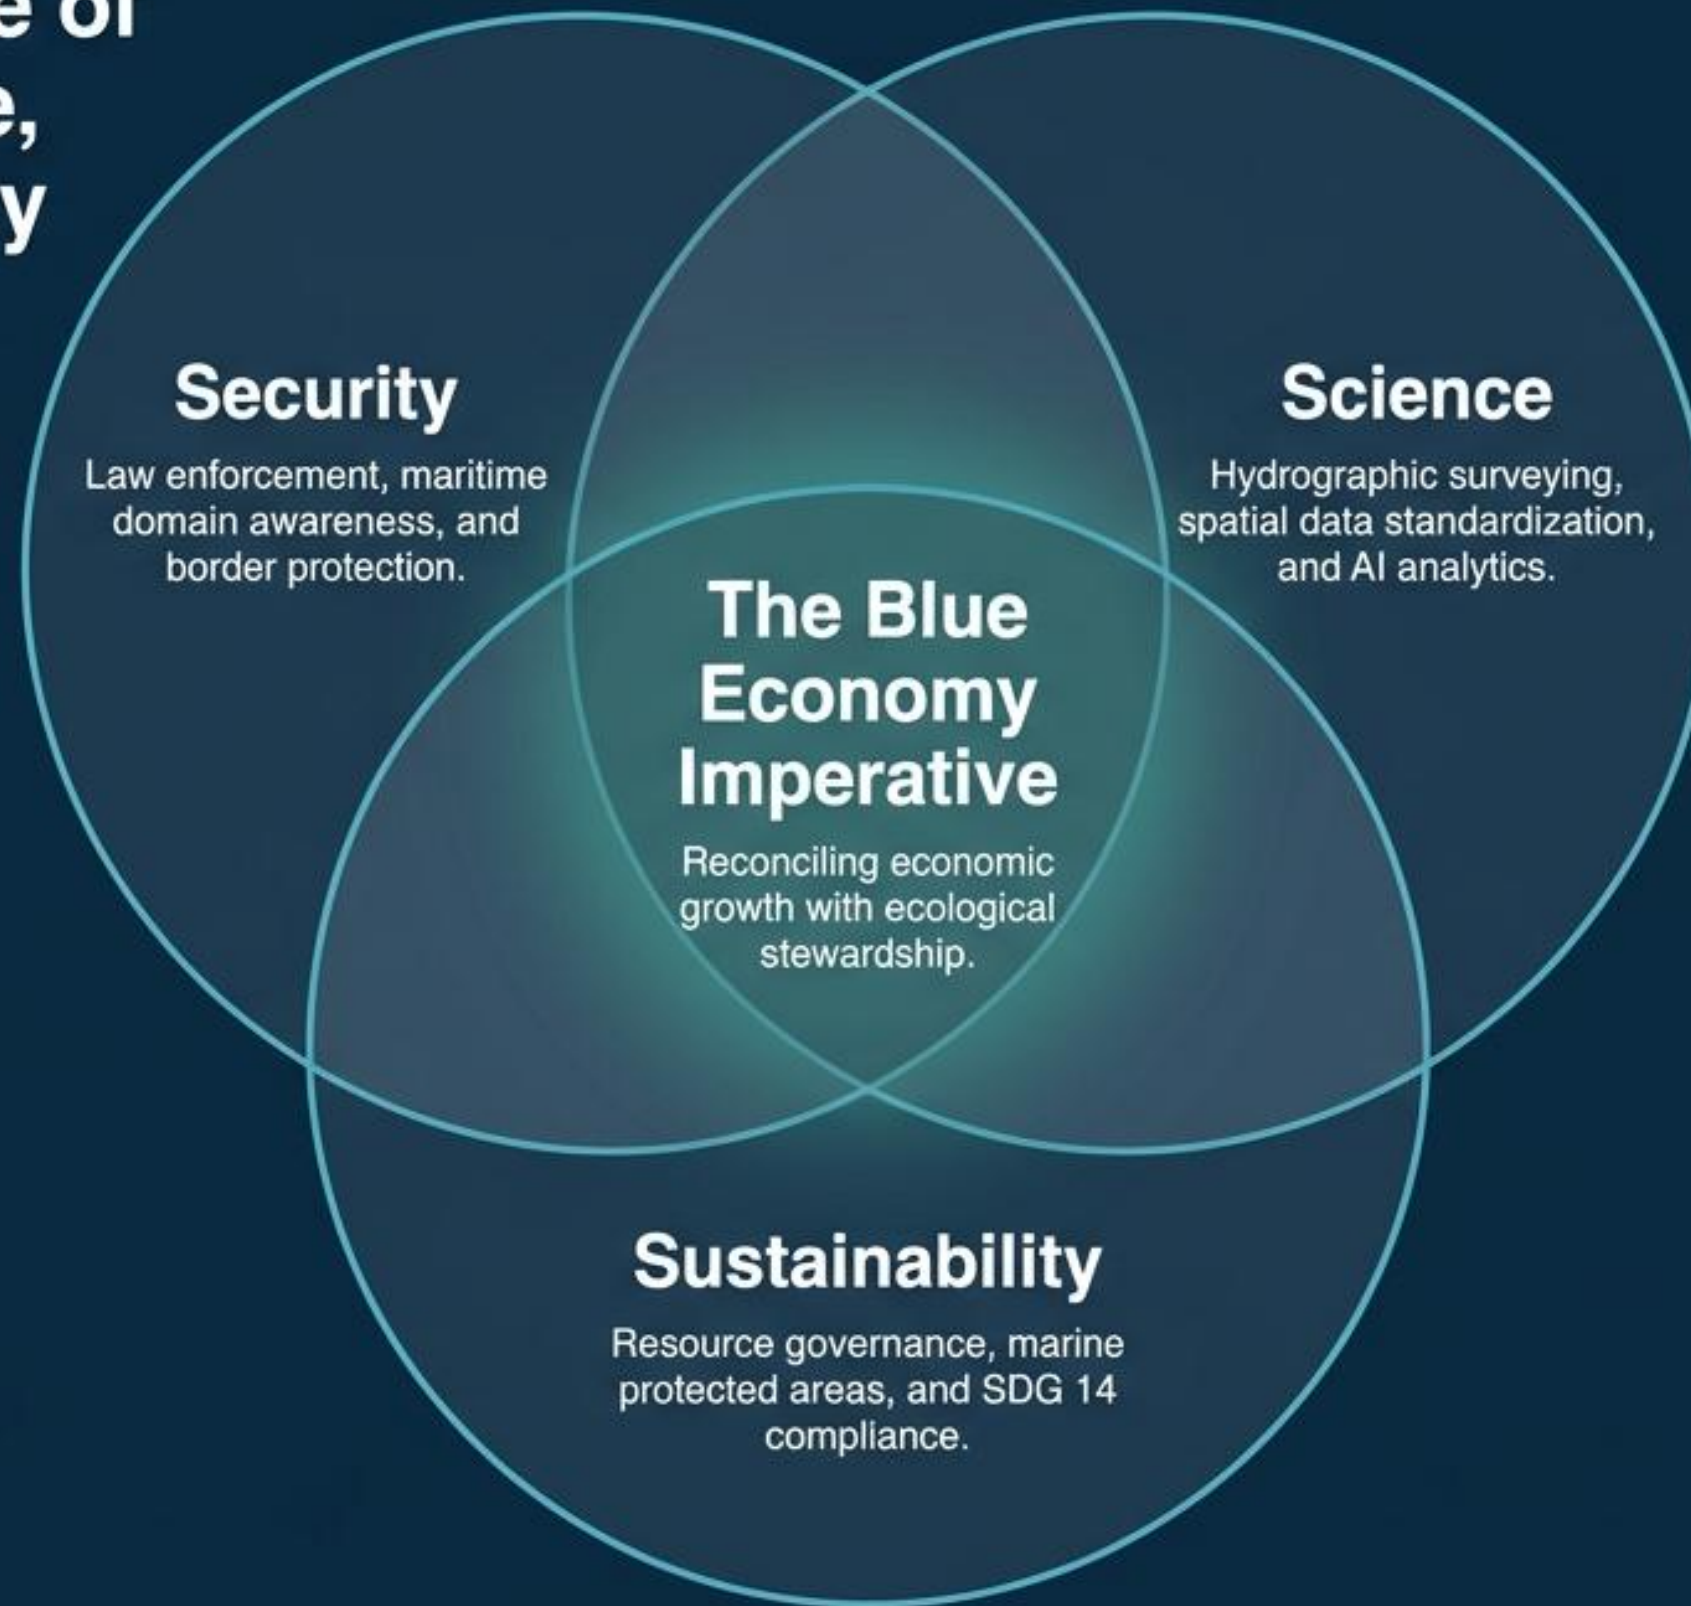 of
Security
Law enforcement, maritime
domain awareness, and
border protection.
Science
Hydrographic surveying,
spatial data standardization,
and AI analytics.
The Blue
Economy
Imperative
Reconciling economic
growth with ecological
stewardship.
Sustainability
Resource governance, marine
protected areas, and SDG 14
compliance.